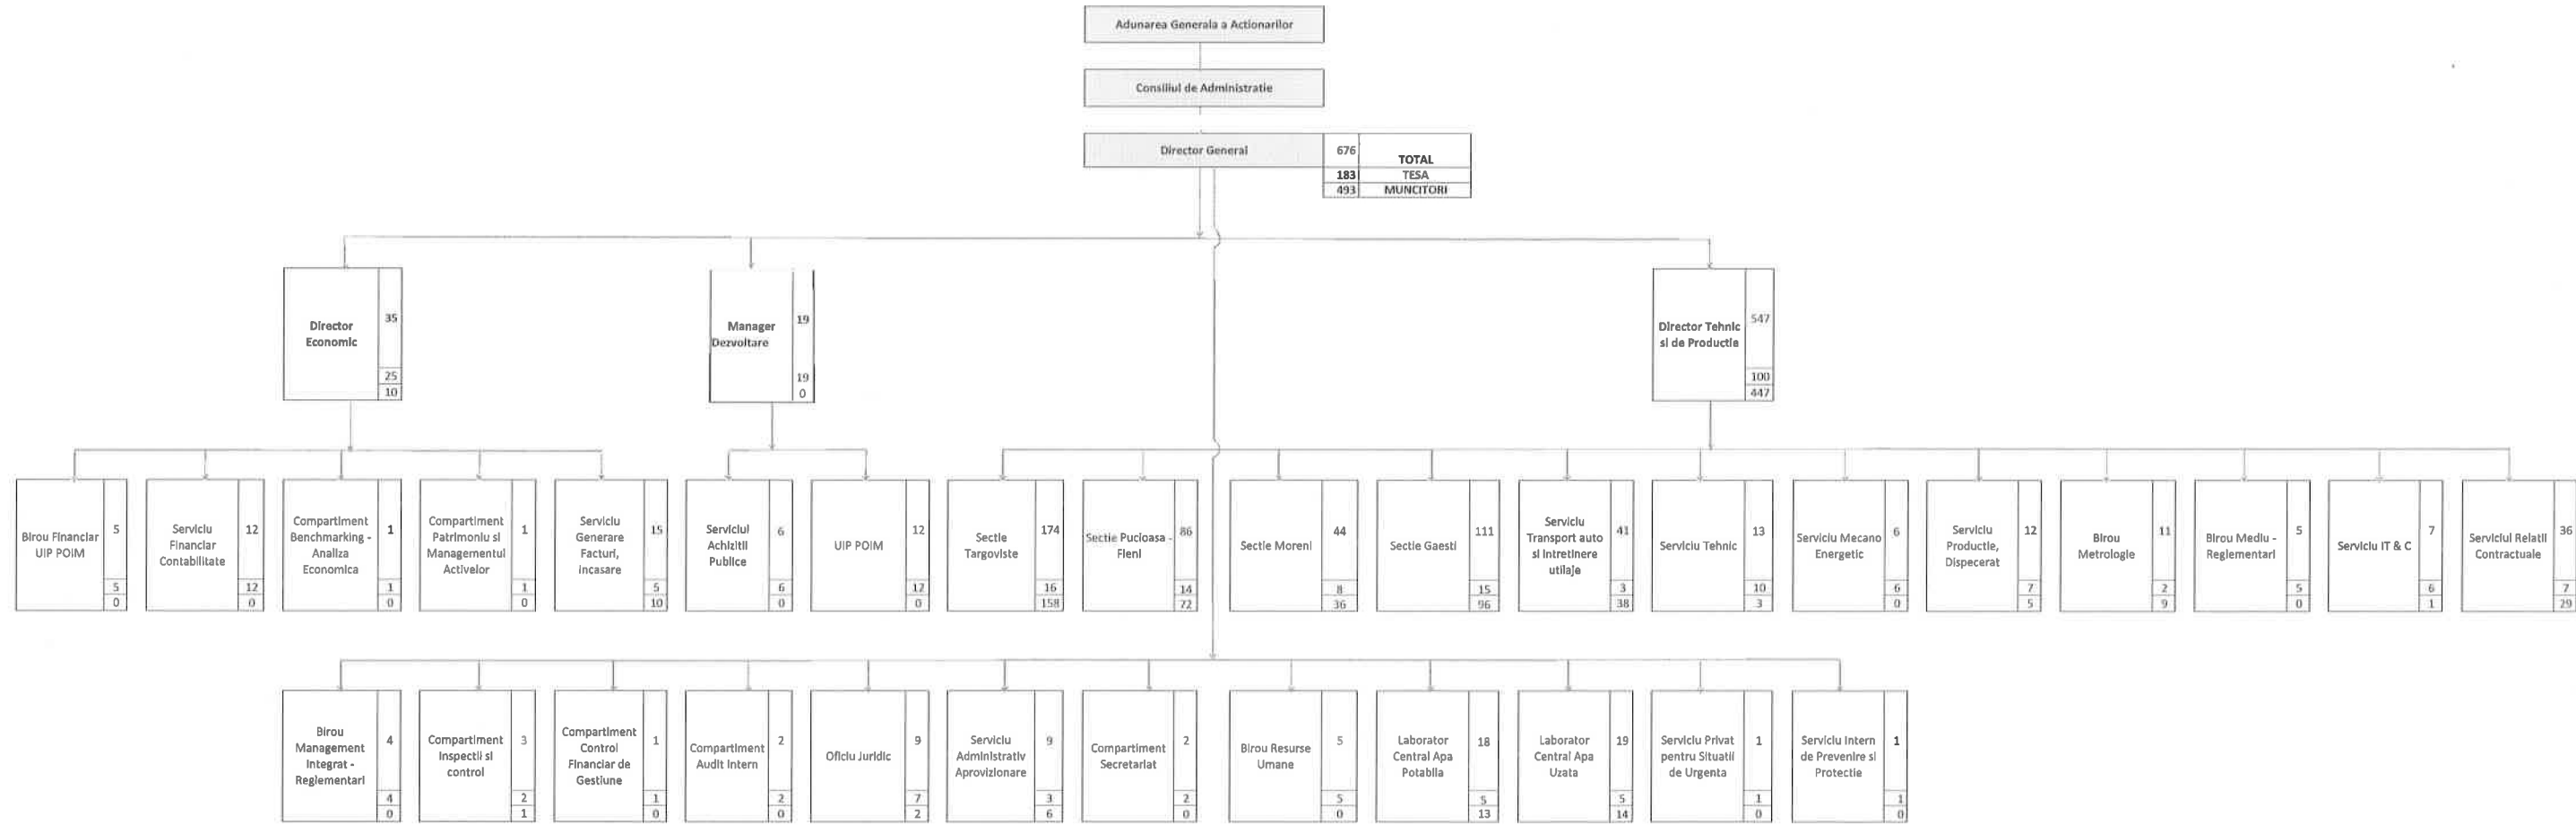 Adunarea Generala a Actionarilor
Consiliul de Administratie
Director General
676
TOTAL
183
TESA
493
MUNCITORI
Director
Economic
35
25
10
Manager
Dezvoltare
19
19
0
Director Tehnic
si de Productie
547
100
447
Birou Financiar
UIP POIM
5
5
0
Serviciu
Financiar
Contabilitate
12
12
0
Compartiment
Benchmarking -
Analiza
Economica
1
1
0
Compartiment
Patrimoniu si
Managementul
Activelor
1
1
0
Serviciu
Generare
Facturi,
incasare
15
5
10
Serviciul
Achizitii
Publice
6
6
0
UIP POIM
12
12
0
Sectie
Targoviste
174
16
158
Sectie Pucioasa -
Fieni
86
14
72
Sectie Moreni
44
8
36
Sectie Gaesti
111
15
96
Serviciu
Transport auto
si intretinere
utilaje
41
3
38
Serviciu Tehnic
13
10
3
Serviciu Mecano
Energetic
6
6
0
Serviciu
Productie,
Dispecerat
12
7
5
Birou
Metrologie
11
2
9
Birou Mediu -
Reglementari
5
5
0
Serviciu IT & C
7
6
1
Serviciul Relatii
Contractuale
36
7
29
Birou
Management
Integrat -
Reglementari
4
4
0
Compartiment
Inspectii si
control
3
2
1
Compartiment
Control
Financiar de
Gestiune
1
1
0
Compartiment
Audit Intern
2
2
0
Oficiu Juridic
9
7
2
Serviciu
Administrativ
Aprovizionare
9
3
6
Compartiment
Secretariat
2
2
0
Birou Resurse
Umane
5
5
0
Laborator
Central Apa
Potabila
18
5
13
Laborator
Central Apa
Uzata
19
5
14
Serviciu Privat
pentru Situatii
de Urgenta
1
1
0
Serviciu Intern
de Prevenire si
Protectie
1
1
0